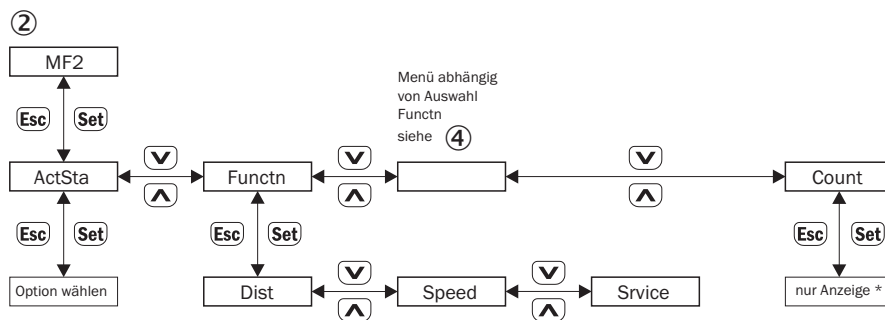 ②
MF2
Menü abhängig
von Auswahl
Functn
siehe ④
Esc Set
ActSta
Functn
Count
Esc Set
Esc Set
Esc Set
Option wählen
Dist
Speed
Srvice
nur Anzeige *